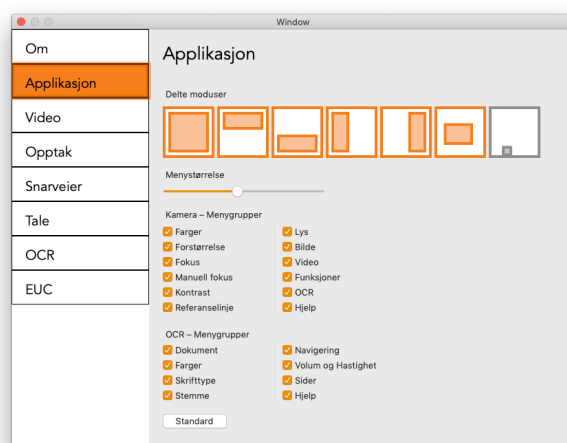 Window
Om
Applikasjon
Video
Opptak
Snarveier
Tale
OCR
EUC
Applikasjon
Delte moduser
Menystørrelse
Kamera – Menygrupper
Farger
Forstørrelse
Fokus
Manuell fokus
Kontrast
Referanselinje
Lys
Bilde
Video
Funksjoner
OCR
Hjelp
OCR – Menygrupper
Dokument
Farger
Skrifttype
Stemme
Navigering
Volum og Hastighet
Sider
Hjelp
Standard